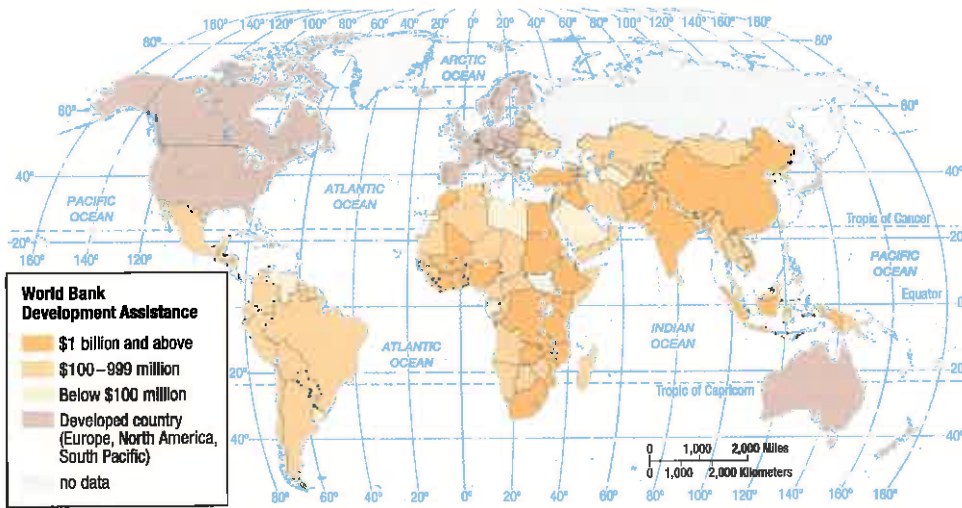 160° 140° 120° 80° 60° 40° 20° 0° 20° 40° 60° 80° 100° 120° 140° 160°
80° 80°
ARCTIC
OCEAN
60° 60°
40° 40°
PACIFIC
OCEAN
ATLANTIC
OCEAN
Tropic of Cancer
20° 20°
160° 140° 120°
PACIFIC
OCEAN
Equator
0°
World Bank
Development Assistance
$1 billion and above
$100–999 million
Below $100 million
Developed country
(Europe, North America,
South Pacific)
no data
ATLANTIC
OCEAN
INDIAN
OCEAN
20° 20°
Tropic of Capricorn
40° 40°
0 1,000 2,000 Miles
0 1,000 2,000 Kilometers
80° 60° 40° 20° 0° 20° 40° 60° 80° 100° 120° 140° 160°